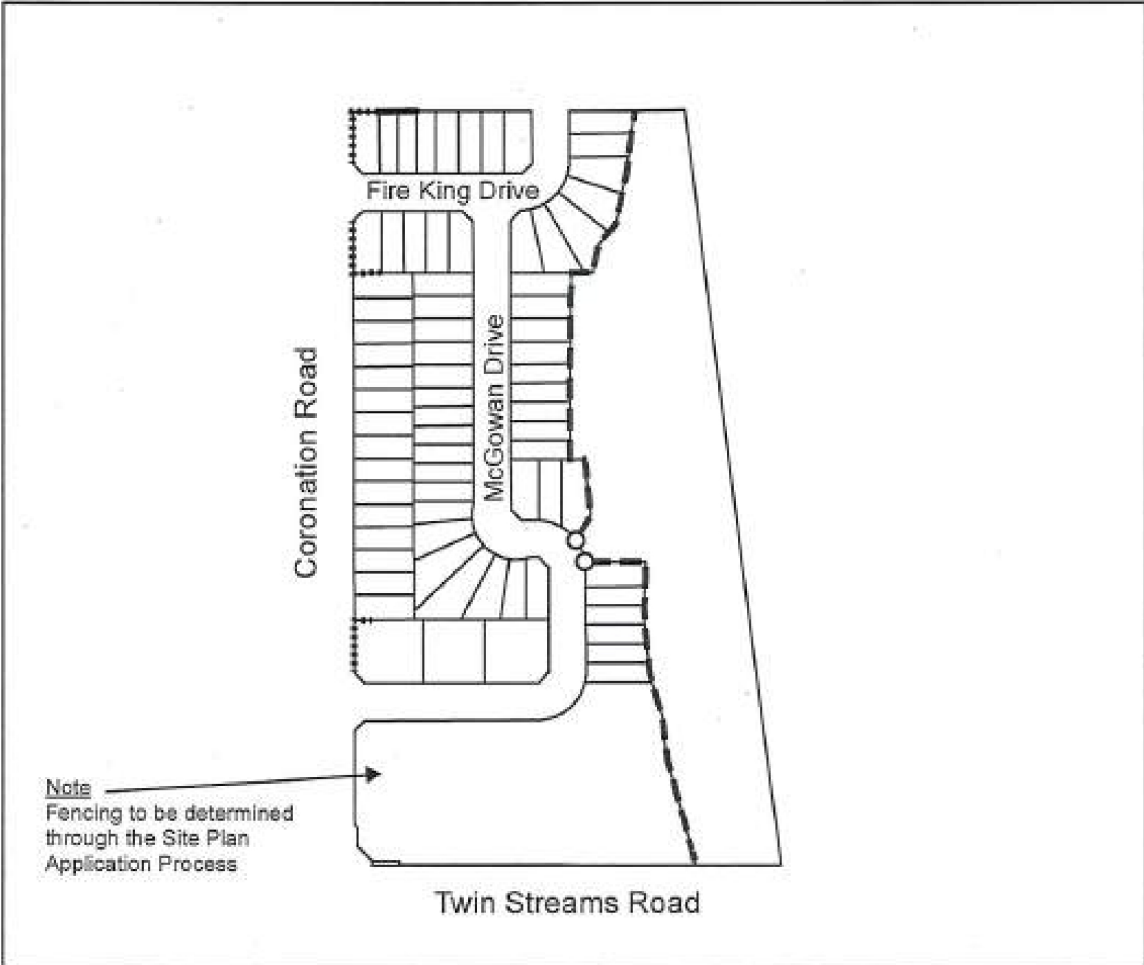 Fire King Drive
Coronation Road
McGowan Drive
Note
Fencing to be determined
through the Site Plan
Application Process
Twin Streams Road